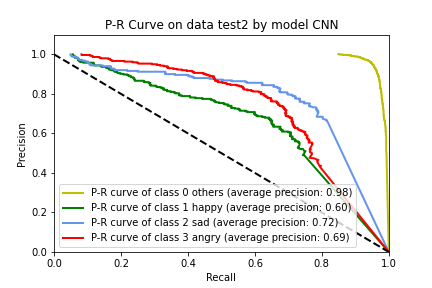 P-R Curve on data test2 by model CNN
Precision
1.0
0.8
0.6
0.4
0.2
0.0
P-R curve of class 0 others (average precision: 0.98)
P-R curve of class 1 happy (average precision: 0.60)
P-R curve of class 2 sad (average precision: 0.72)
P-R curve of class 3 angry (average precision: 0.69)
0.0 0.2 0.4 0.6 0.8 1.0
Recall